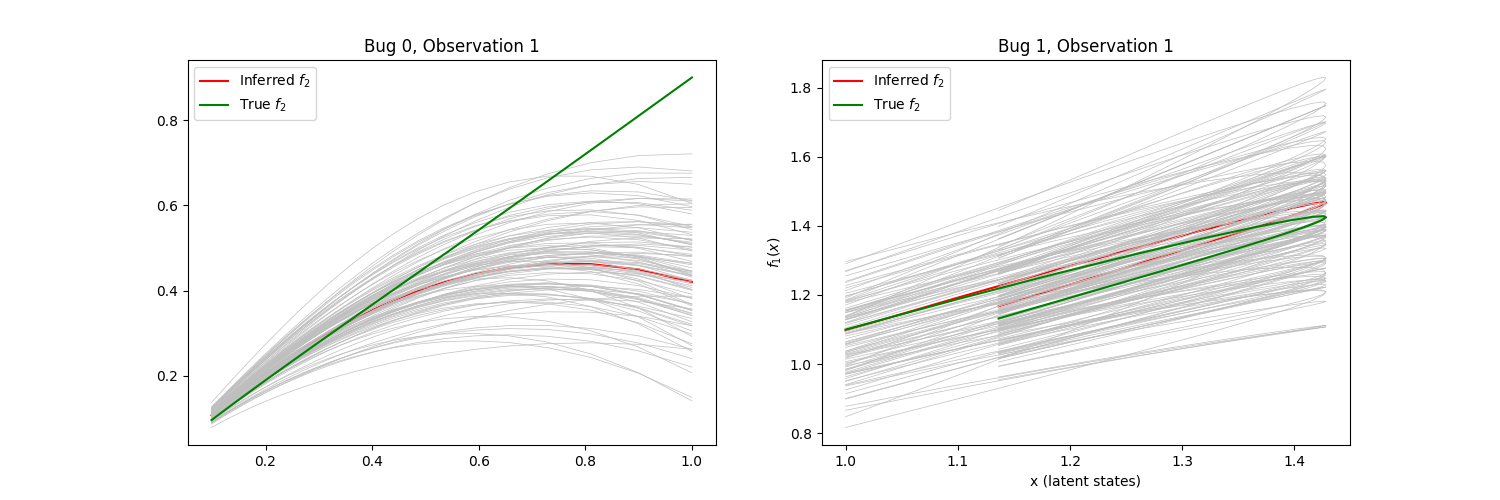 Bug 0, Observation 1
Inferred f₂
True f₂
0.8
0.6
0.4
0.2
0.2 0.4 0.6 0.8 1.0
Bug 1, Observation 1
Inferred f₂
True f₂
f₁(x)
1.8
1.6
1.4
1.2
1.0
0.8
1.0 1.1 1.2 1.3 1.4
x (latent states)